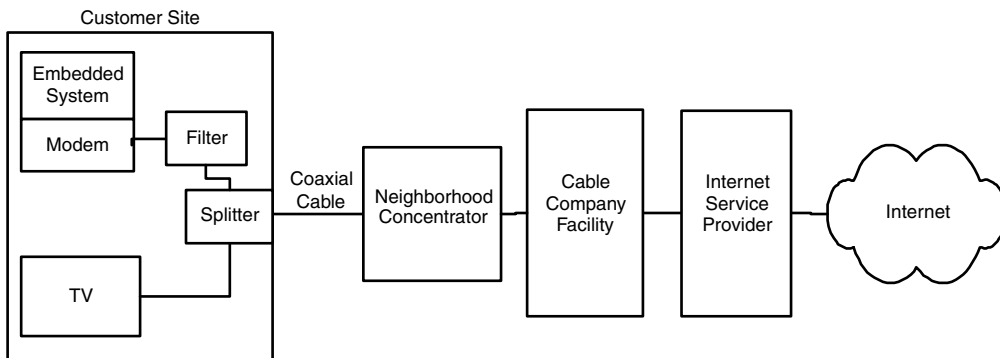 Customer Site
Embedded
System
Modem
Filter
Splitter
TV
Coaxial
Cable
Neighborhood
Concentrator
Cable
Company
Facility
Internet
Service
Provider
Internet